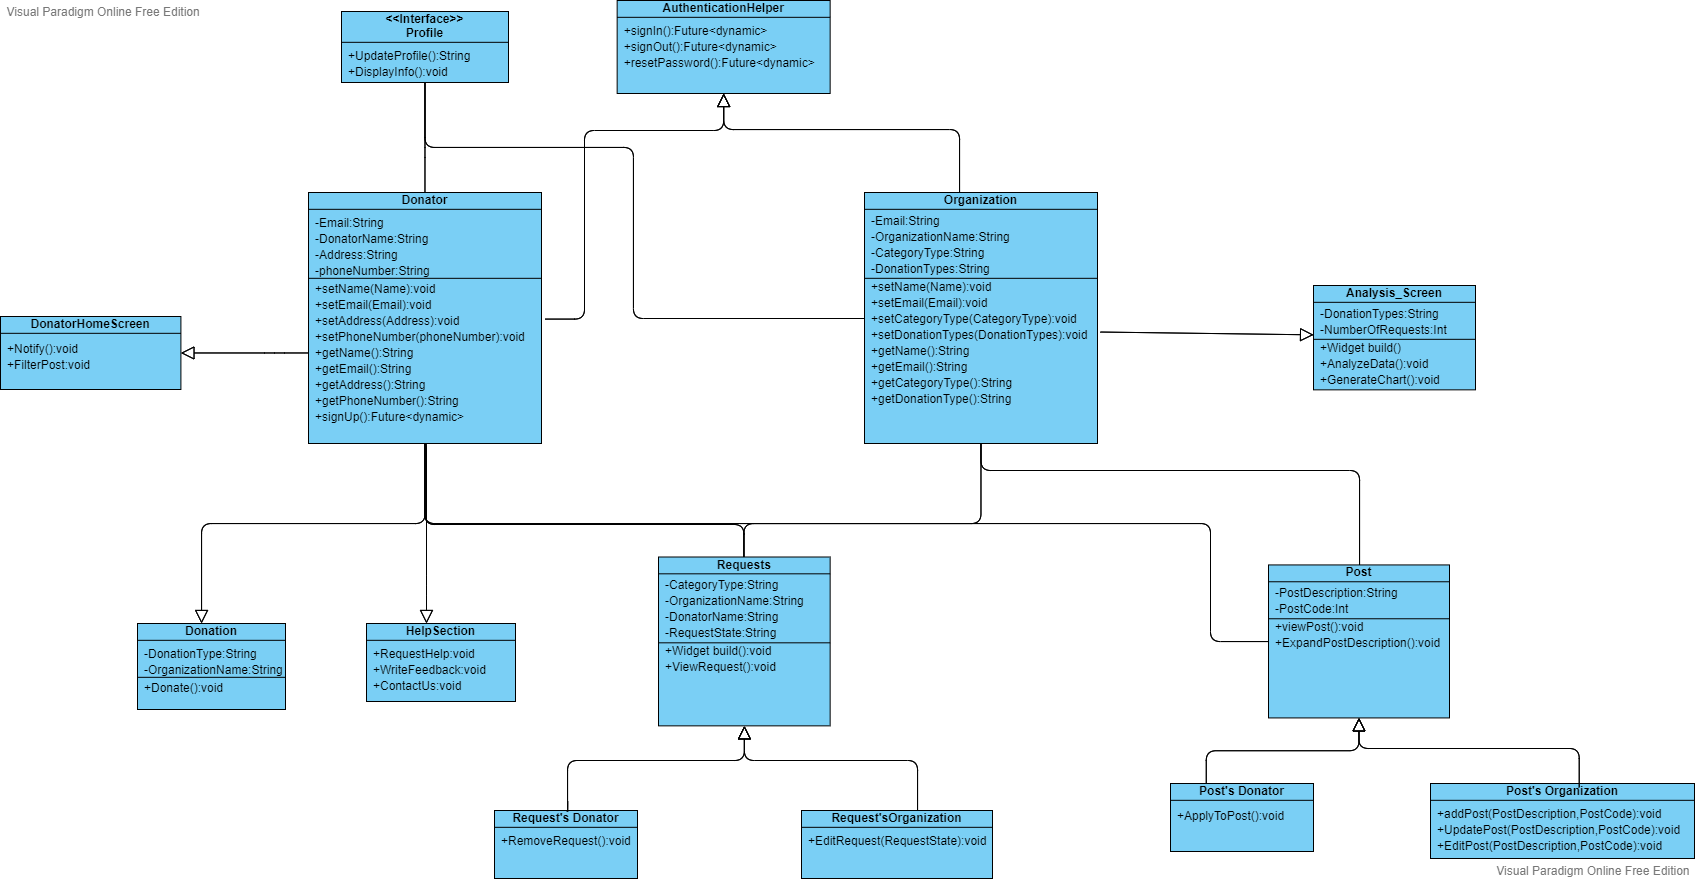 Visual Paradigm Online Free Edition
<<Interface>>
Profile
+UpdateProfile():String
+DisplayInfo():void
AuthenticationHelper
+signIn():Future<dynamic>
+signOut():Future<dynamic>
+resetPassword():Future<dynamic>
Donator
-Email:String
-DonatorName:String
-Address:String
-phoneNumber:String
+setName(Name):void
+setEmail(Email):void
+setAddress(Address):void
+setPhoneNumber(phoneNumber):void
+getName():String
+getEmail():String
+getAddress():String
+getPhoneNumber():String
+signUp():Future<dynamic>
Organization
-Email:String
-OrganizationName:String
-CategoryType:String
-DonationTypes:String
+setName(Name):void
+setEmail(Email):void
+setCategoryType(CategoryType):void
+setDonationTypes(DonationTypes):void
+getName():String
+getEmail():String
+getCategoryType():String
+getDonationType():String
Analysis_Screen
-DonationTypes:String
-NumberOfRequests:Int
+Widget build()
+AnalyzeData():void
+GenerateChart():void
DonatorHomeScreen
+Notify():void
+FilterPost:void
Donation
-DonationType:String
-OrganizationName:String
+Donate():void
HelpSection
+RequestHelp:void
+WriteFeedback:void
+ContactUs:void
Requests
-CategoryType:String
-OrganizationName:String
-DonatorName:String
-RequestState:String
+Widget build():void
+ViewRequest():void
Post
-PostDescription:String
-PostCode:Int
+viewPost():void
+ExpandPostDescription():void
Request's Donator
+RemoveRequest():void
Request'sOrganization
+EditRequest(RequestState):void
Post's Donator
+ApplyToPost():void
Post's Organization
+addPost(PostDescription,PostCode):void
+UpdatePost(PostDescription,PostCode):void
+EditPost(PostDescription,PostCode):void
Visual Paradigm Online Free Edition